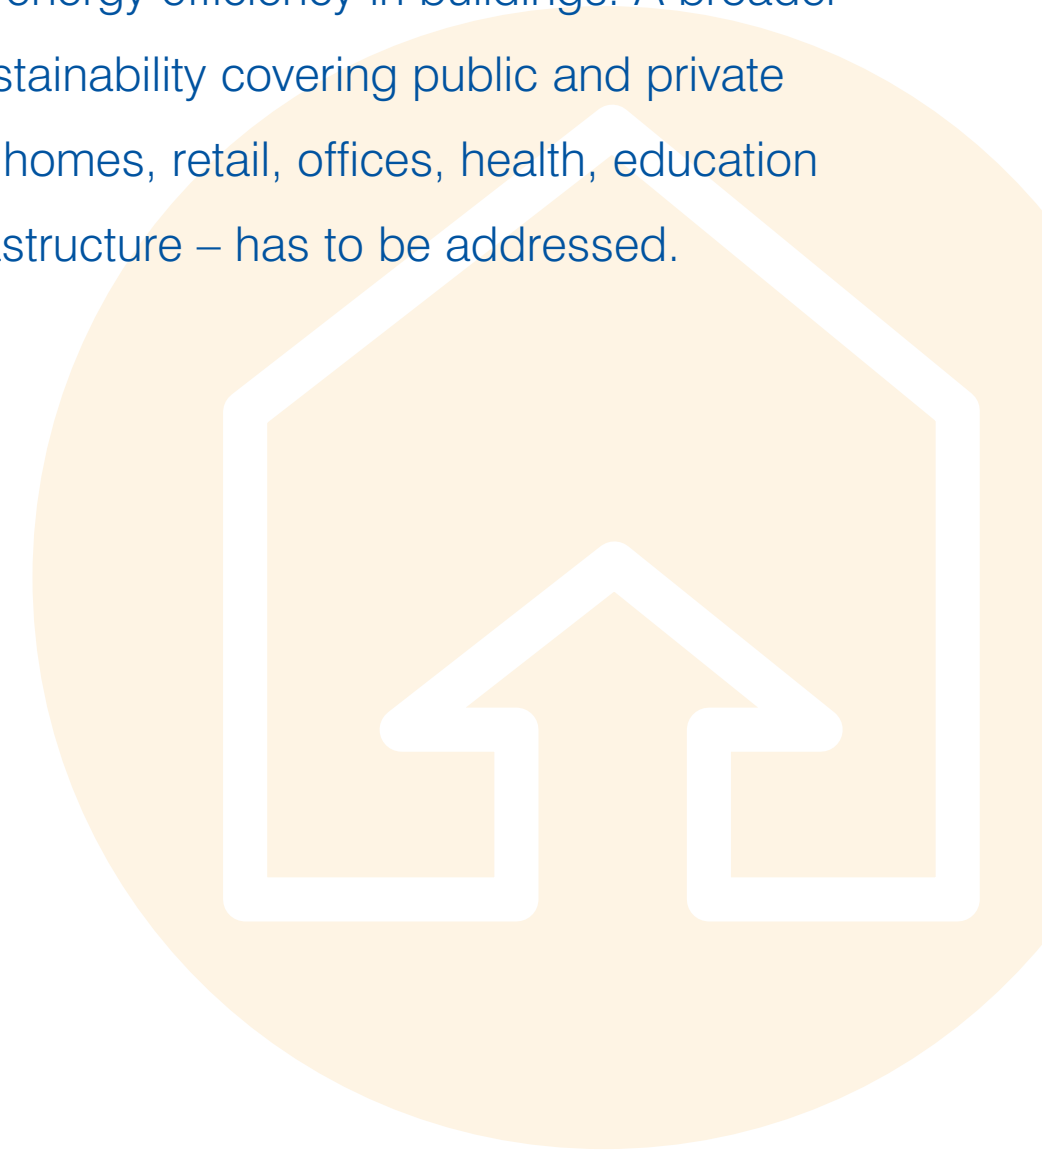 energy efficiency in buildings. A broader
stainability covering public and private
homes, retail, offices, health, education
structure – has to be addressed.